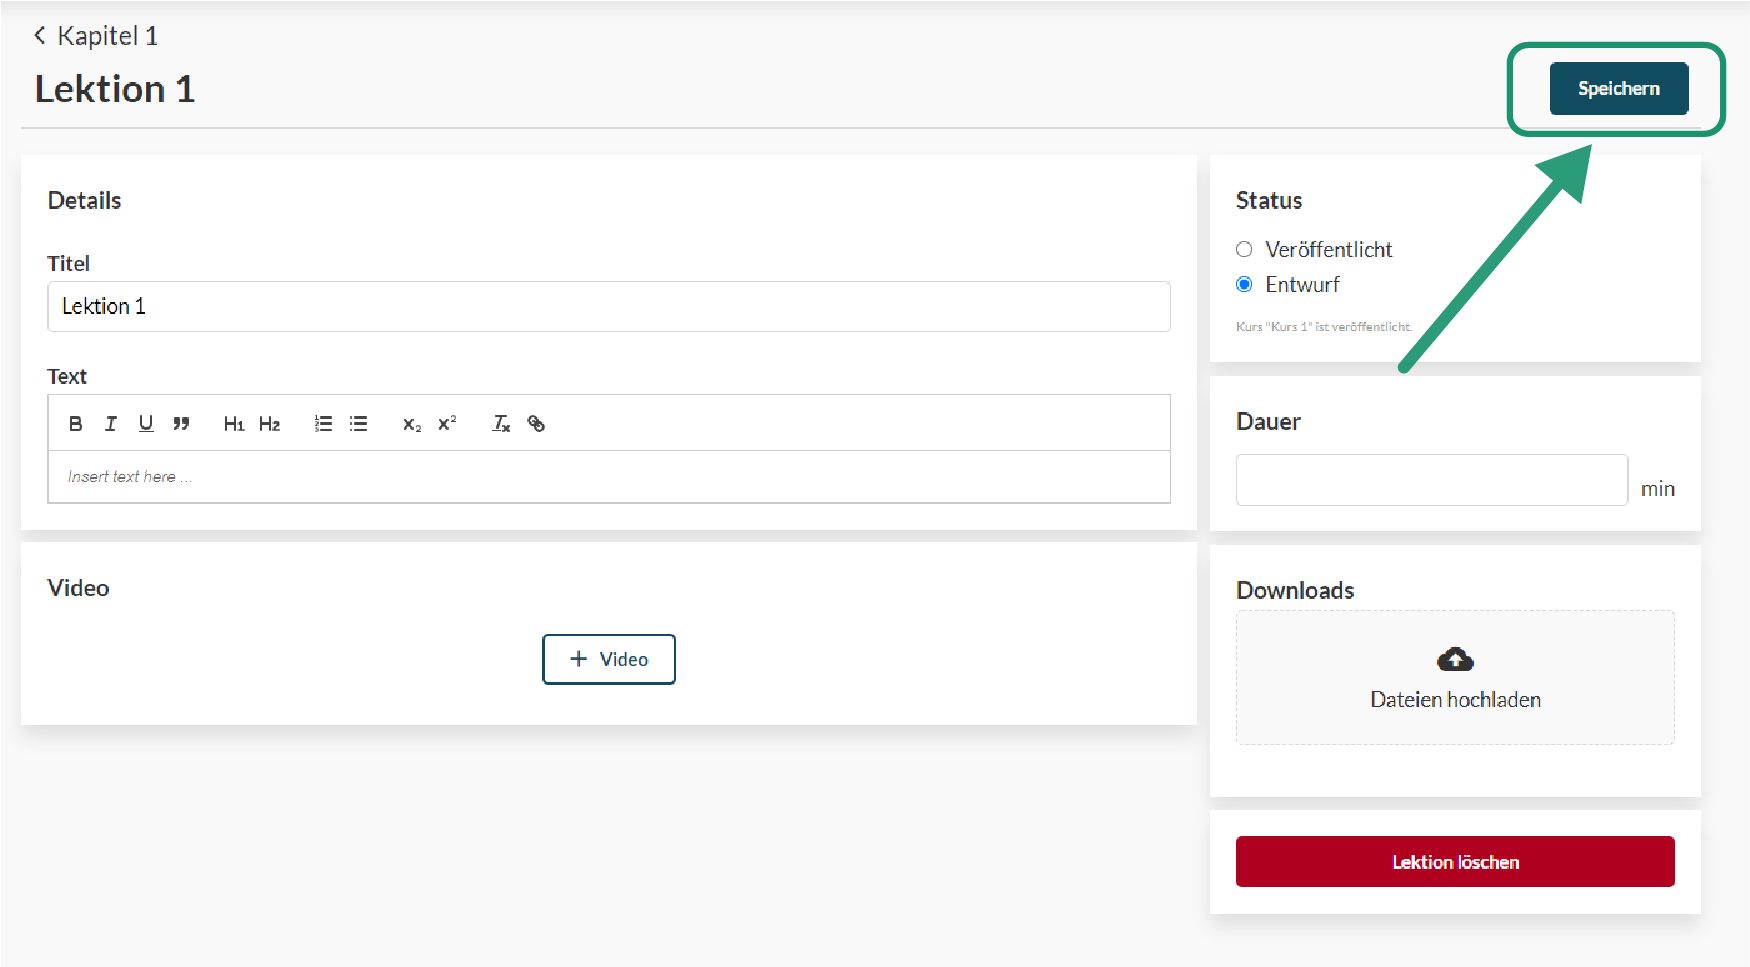 Kapitel 1
Lektion 1
Speichern
Details
Titel
Lektion 1
Text
B I U ” H1 H2 x2 x2 Tx
Insert text here ...
Video
+ Video
Status
Veröffentlicht
Entwurf
Kurs "Kurs 1" ist veröffentlicht.
Dauer
min
Downloads
Dateien hochladen
Lektion löschen